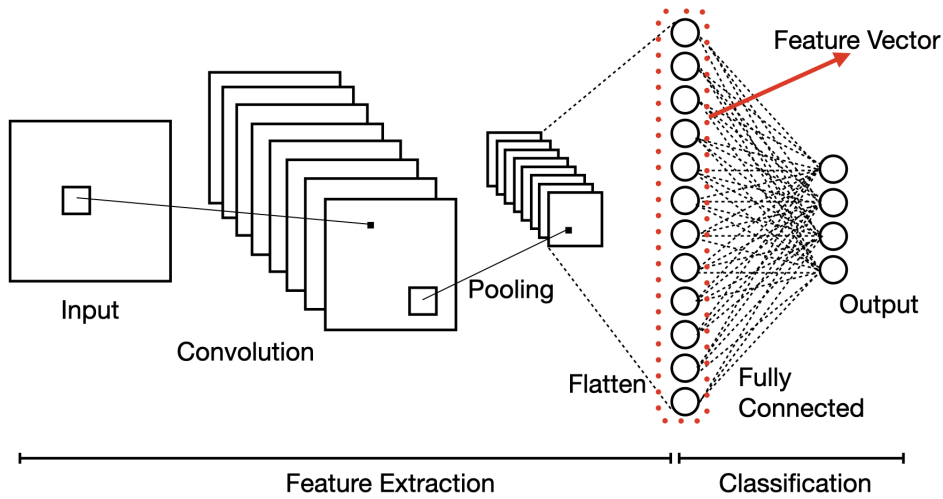 Feature Vector
Input
Convolution
Pooling
Flatten
Fully
Connected
Output
Feature Extraction
Classification